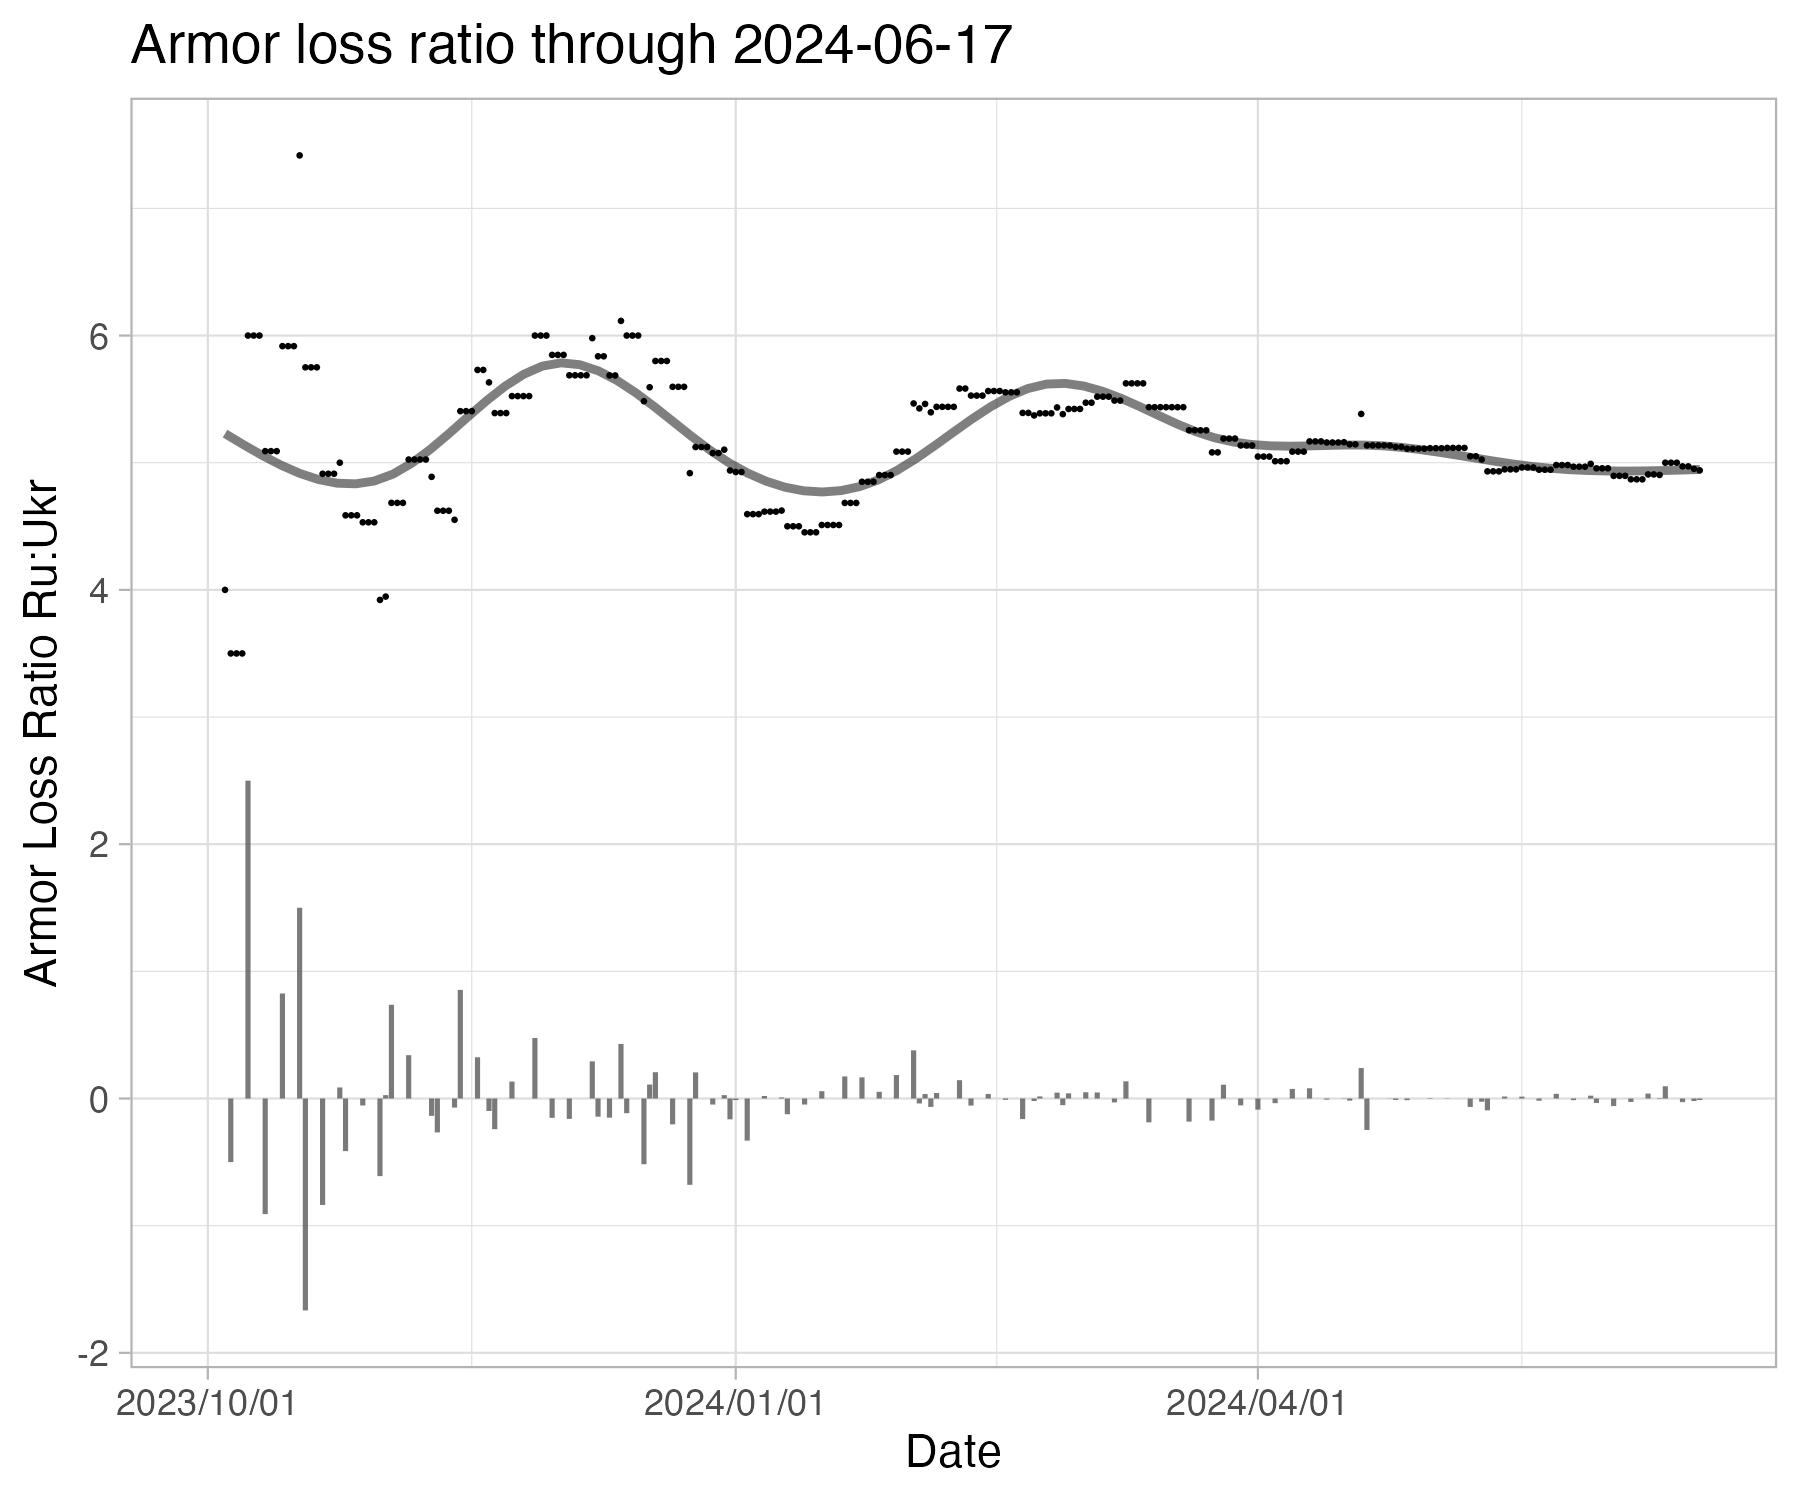 Armor loss ratio through 2024-06-17
Armor Loss Ratio Ru:Ukr
6
4
2
0
-2
2023/10/01
2024/01/01
2024/04/01
Date